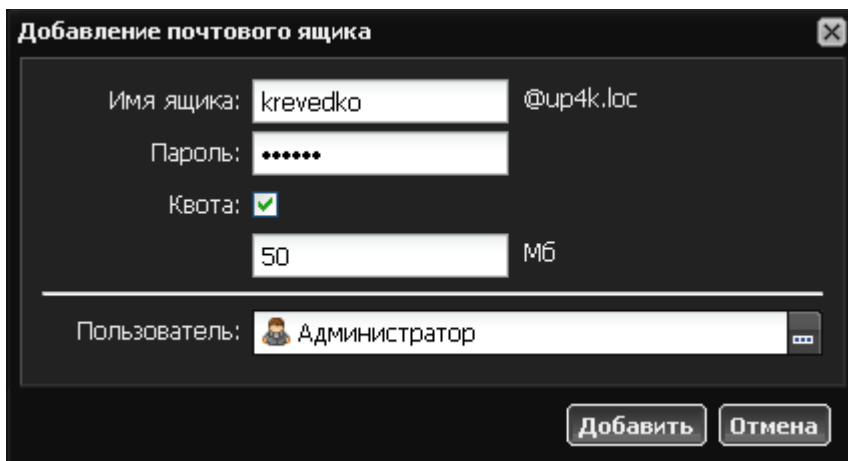 Добавление почтового ящика
Имя ящика: krevedko @up4k.loc
Пароль: ••••••
Квота:
50 Мб
Пользователь: Администратор ...
Добавить Отмена